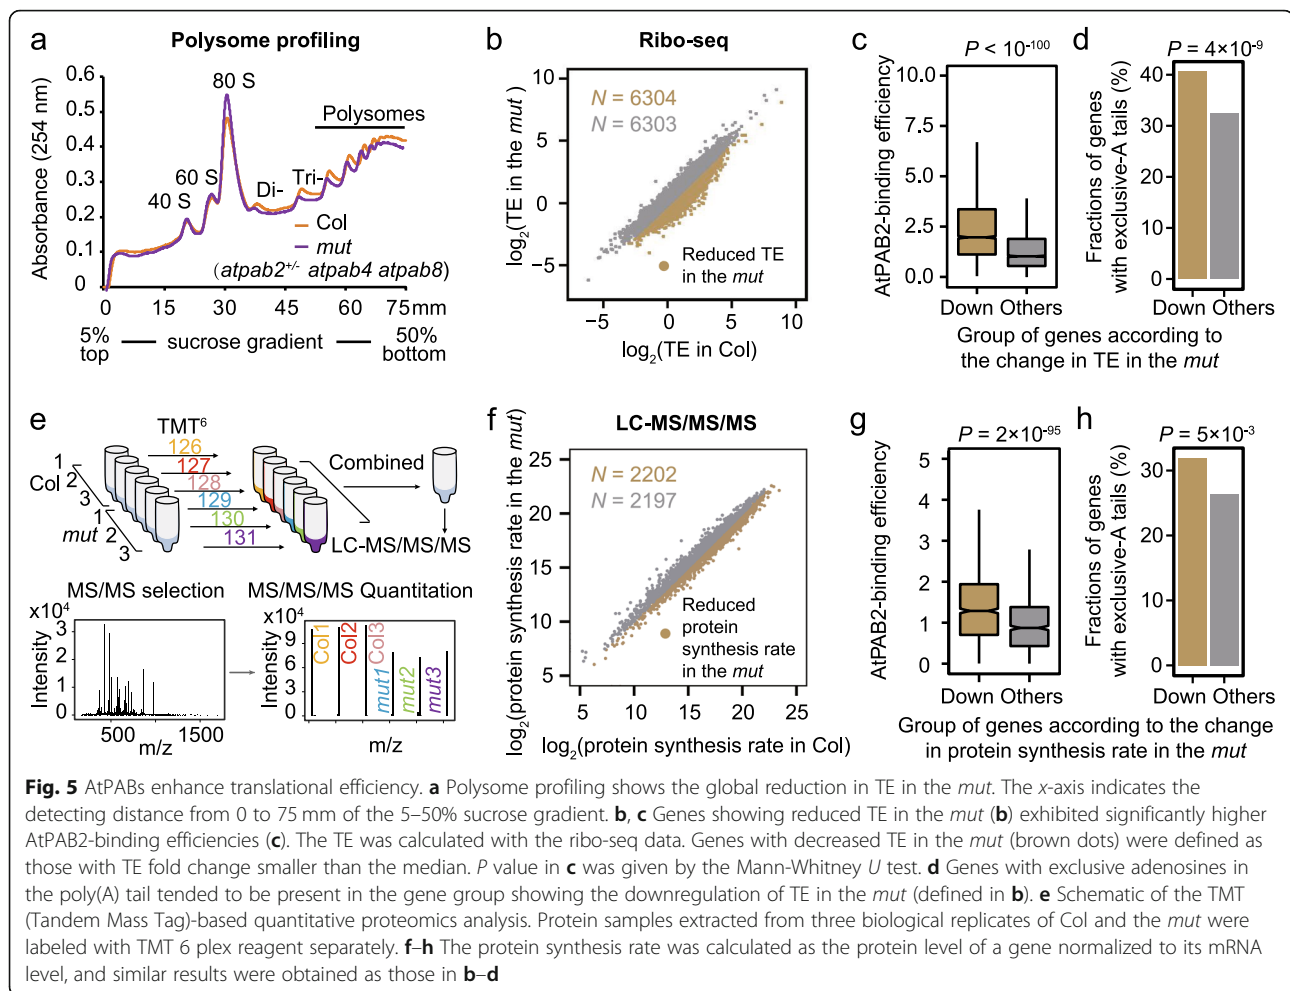 a
Polysome profiling
Absorbance (254 nm)
0.6
0.5
0.4
0.3
0.2
0.1
0
80 S
60 S
40 S
Di-
Tri-
Polysomes
Col
mut
(atpab2+/- atpab4 atpab8)
0 15 30 45 60 75 mm
5% top
sucrose gradient
50% bottom
b
Ribo-seq
log2(TE in the mut)
10
5
0
−5
N = 6304
N = 6303
Reduced TE
in the mut
−5 0 5 10
log2(TE in Col)
c
P < 10-100
AtPAB2-binding efficiency
10.0
7.5
5.0
2.5
0.0
Down Others
d
P = 4×10-9
Fractions of genes
with exclusive-A tails (%)
40
30
20
10
0
Down Others
Group of genes according to
the change in TE in the mut
e
TMT6
126
127
128
129
130
131
Col
1
2
3
mut
1
2
3
Combined
LC-MS/MS/MS
MS/MS selection
x104
Intensity
3
2
1
0
500 1500
m/z
MS/MS/MS Quantitation
x104
Intensity
9
6
3
0
Col1
Col2
Col3
mut1
mut2
mut3
m/z
f
LC-MS/MS/MS
log2(protein synthesis rate in the mut)
25
20
15
10
5
N = 2202
N = 2197
Reduced
protein
synthesis rate
in the mut
5 10 15 20 25
log2(protein synthesis rate in Col)
g
P = 2×10-95
AtPAB2-binding efficiency
5
4
3
2
1
0
Down Others
h
P = 5×10-3
Fractions of genes
with exclusive-A tails (%)
30
20
10
0
Down Others
Group of genes according to the change
in protein synthesis rate in the mut
Fig. 5 AtPABs enhance translational efficiency. a Polysome profiling shows the global reduction in TE in the mut. The x-axis indicates the
detecting distance from 0 to 75 mm of the 5–50% sucrose gradient. b, c Genes showing reduced TE in the mut (b) exhibited significantly higher
AtPAB2-binding efficiencies (c). The TE was calculated with the ribo-seq data. Genes with decreased TE in the mut (brown dots) were defined as
those with TE fold change smaller than the median. P value in c was given by the Mann-Whitney U test. d Genes with exclusive adenosines in
the poly(A) tail tended to be present in the gene group showing the downregulation of TE in the mut (defined in b). e Schematic of the TMT
(Tandem Mass Tag)-based quantitative proteomics analysis. Protein samples extracted from three biological replicates of Col and the mut were
labeled with TMT 6 plex reagent separately. f–h The protein synthesis rate was calculated as the protein level of a gene normalized to its mRNA
level, and similar results were obtained as those in b–d